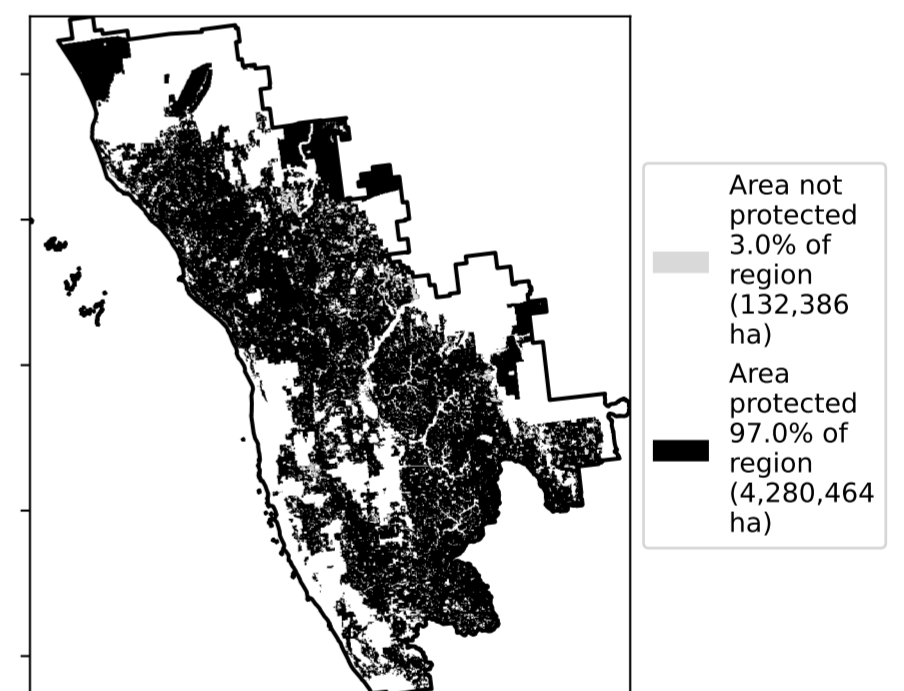 Area not
protected
3.0% of
region
(132,386
ha)
Area
protected
97.0% of
region
(4,280,464
ha)